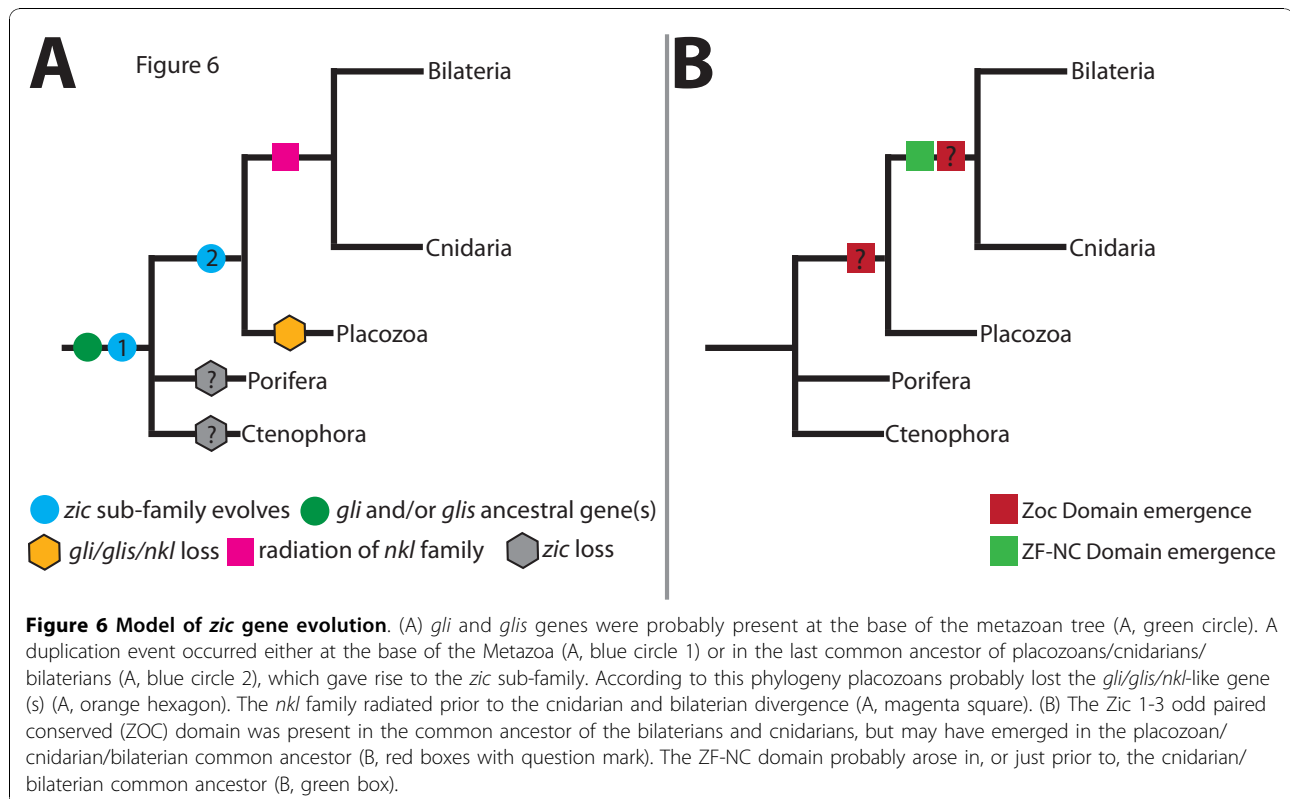 A
Figure 6
Bilateria
2
Cnidaria
1
Placozoa
?
Porifera
?
Ctenophora
zic sub-family evolves
gli and/or glis ancestral gene(s)
gli/glis/nkl loss
radiation of nkl family
zic loss
B
Bilateria
?
Cnidaria
?
Placozoa
Porifera
Ctenophora
Zoc Domain emergence
ZF-NC Domain emergence
Figure 6 Model of zic gene evolution. (A) gli and glis genes were probably present at the base of the metazoan tree (A, green circle). A
duplication event occurred either at the base of the Metazoa (A, blue circle 1) or in the last common ancestor of placozoans/cnidarians/
bilaterians (A, blue circle 2), which gave rise to the zic sub-family. According to this phylogeny placozoans probably lost the gli/glis/nkl-like gene
(s) (A, orange hexagon). The nkl family radiated prior to the cnidarian and bilaterian divergence (A, magenta square). (B) The Zic 1-3 odd paired
conserved (ZOC) domain was present in the common ancestor of the bilaterians and cnidarians, but may have emerged in the placozoan/
cnidarian/bilaterian common ancestor (B, red boxes with question mark). The ZF-NC domain probably arose in, or just prior to, the cnidarian/
bilaterian common ancestor (B, green box).